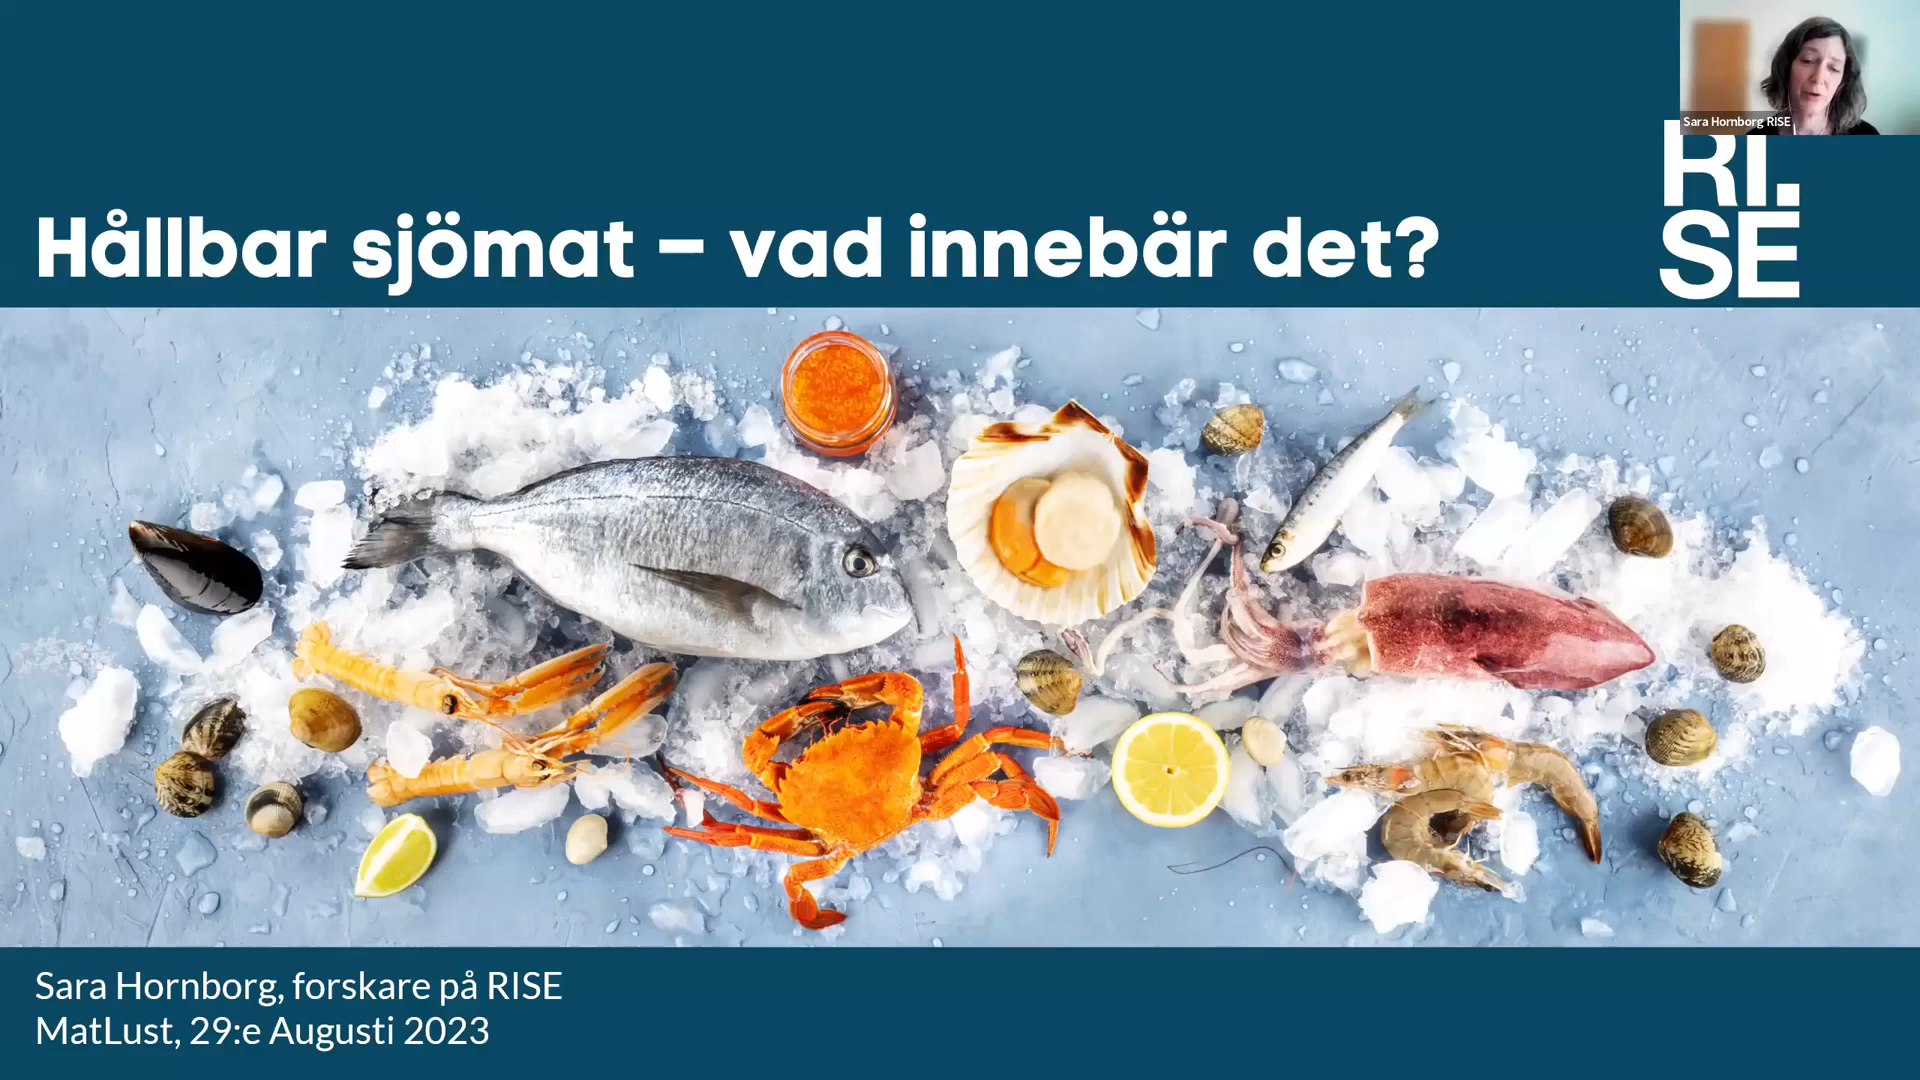 Sara Hornborg RISE
RI.
SE
Hållbar sjömat – vad innebär det?
Sara Hornborg, forskare på RISE
MatLust, 29:e Augusti 2023